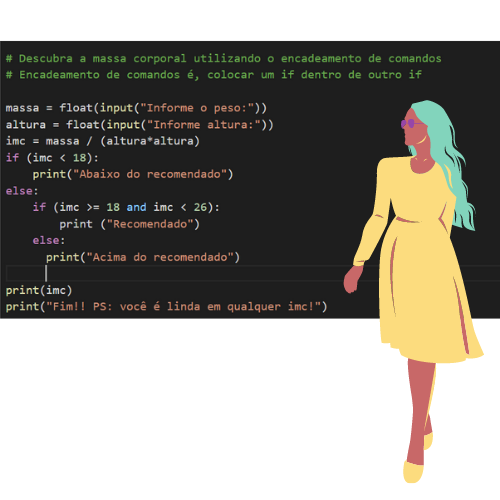 # Descubra a massa corporal utilizando o encadeamento de comandos
# Encadeamento de comandos é, colocar um if dentro de outro if
massa = float(input("Informe o peso:"))
altura = float(input("Informe altura:"))
imc = massa / (altura*altura)
if (imc < 18):
    print("Abaixo do recomendado")
else:
    if (imc >= 18 and imc < 26):
        print ("Recomendado")
    else:
      print("Acima do recomendado")
print(imc)
print("Fim!! PS: você é linda em qualquer imc!")